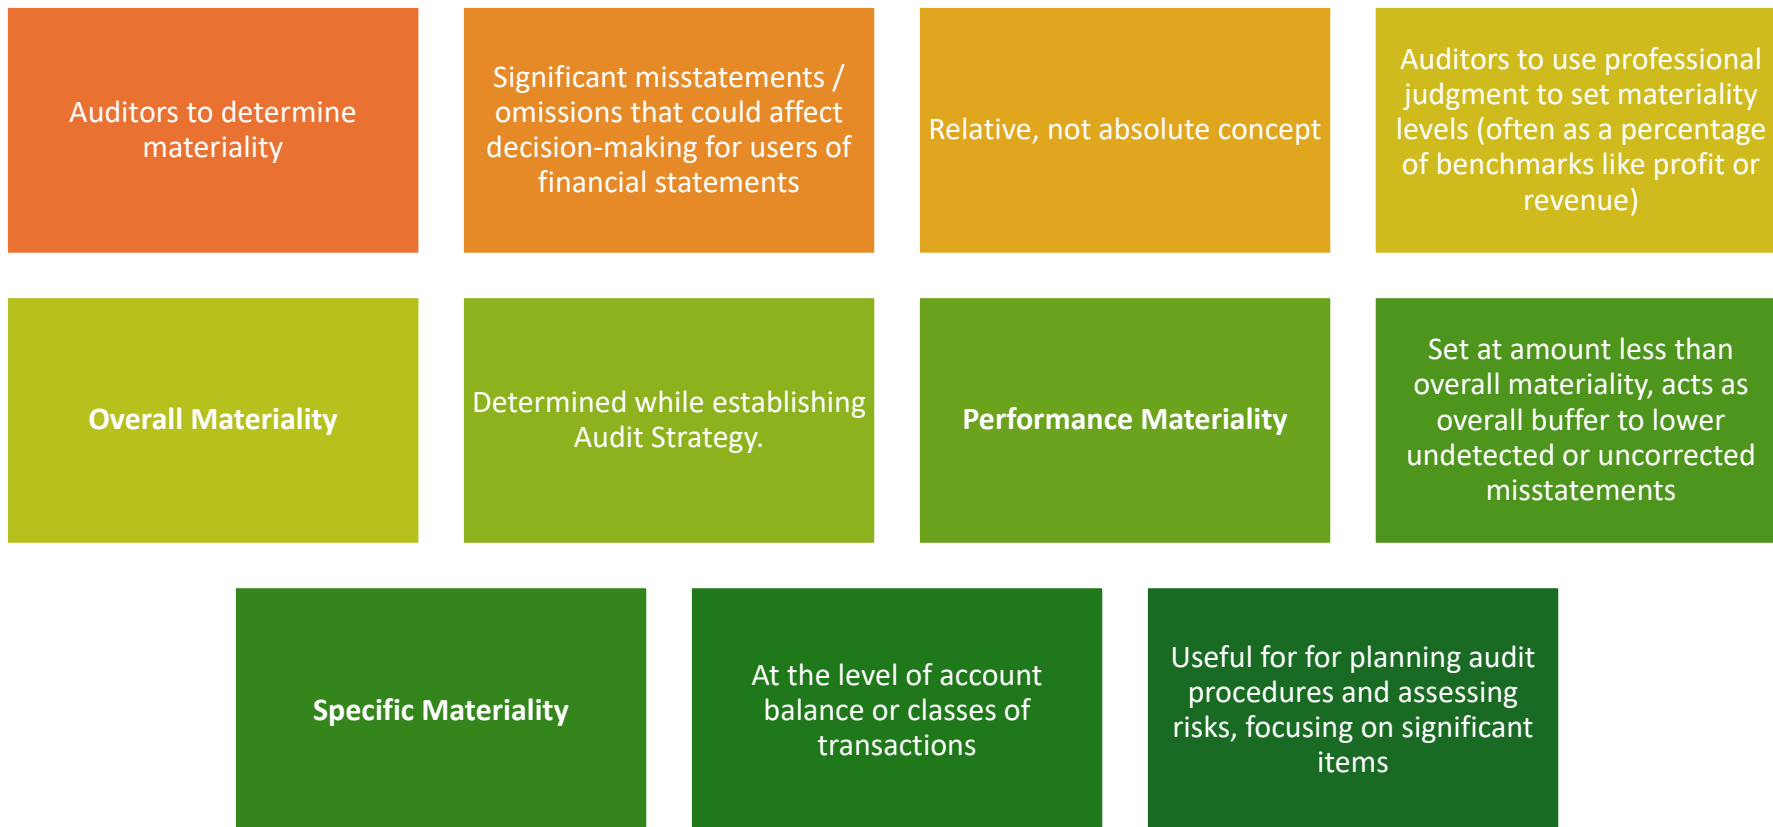 Auditors to determine
materiality
Significant misstatements /
omissions that could affect
decision-making for users of
financial statements
Relative, not absolute concept
Auditors to use professional
judgment to set materiality
levels (often as a percentage
of benchmarks like profit or
revenue)
Overall Materiality
Determined while establishing
Audit Strategy.
Performance Materiality
Set at amount less than
overall materiality, acts as
overall buffer to lower
undetected or uncorrected
misstatements
Specific Materiality
At the level of account
balance or classes of
transactions
Useful for for planning audit
procedures and assessing
risks, focusing on significant
items